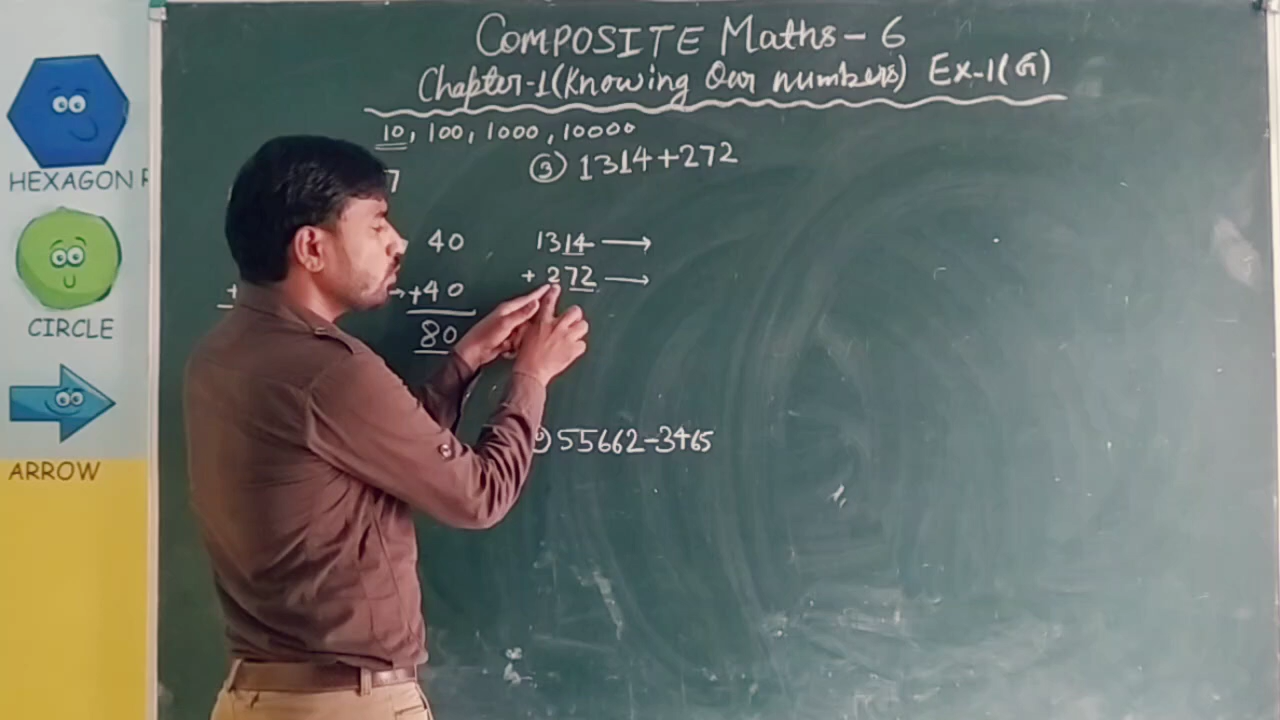 COMPOSITE Maths-6
Chapter-1(Knowing Our numbers) Ex-1(G)
10, 100, 1000, 10000
7
③ 1314+272
40
+40
80
1314 →
+ 272 →
+
55662-3465
HEXAGON
CIRCLE
ARROW